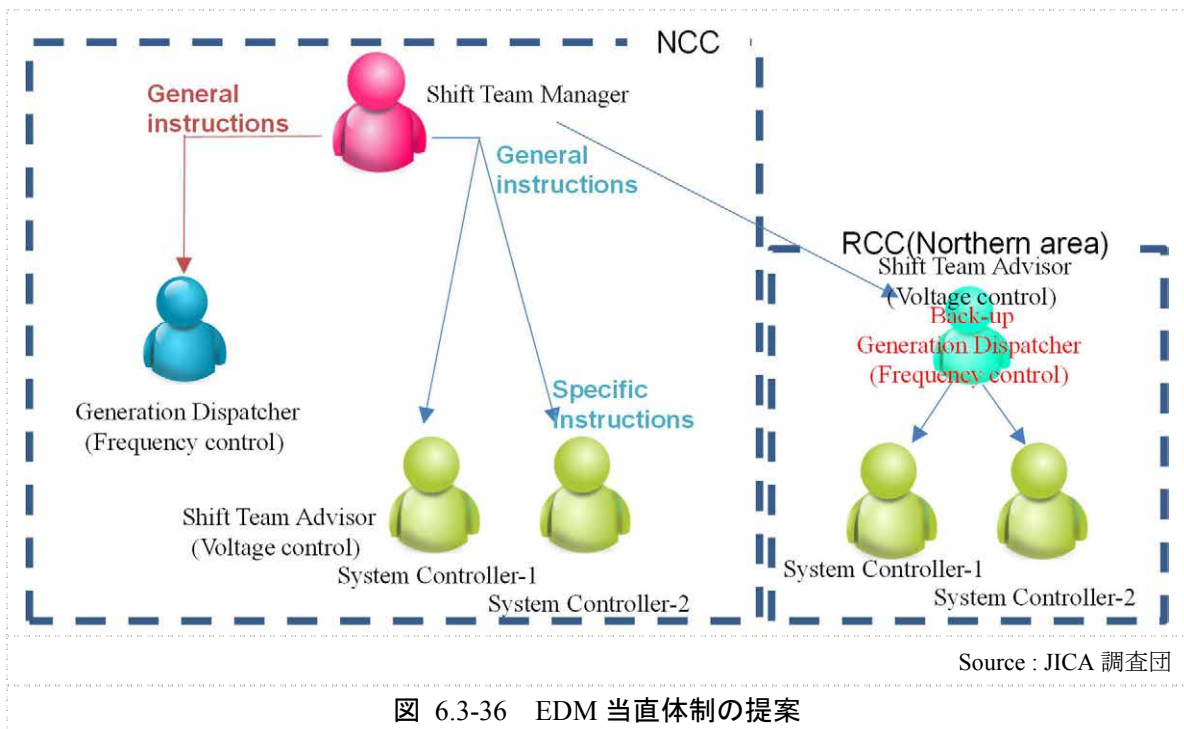 NCC
General
instructions
Shift Team Manager
General
instructions
RCC(Northern area)
Shift Team Advisor
(Voltage control)
Back-up
Generation Dispatcher
(Frequency control)
Generation Dispatcher
(Frequency control)
Specific
Instructions
Shift Team Advisor
(Voltage control)
System Controller-1
System Controller-2
System Controller-1
System Controller-2
Source : JICA 調査団
図 6.3-36 EDM 当直体制の提案